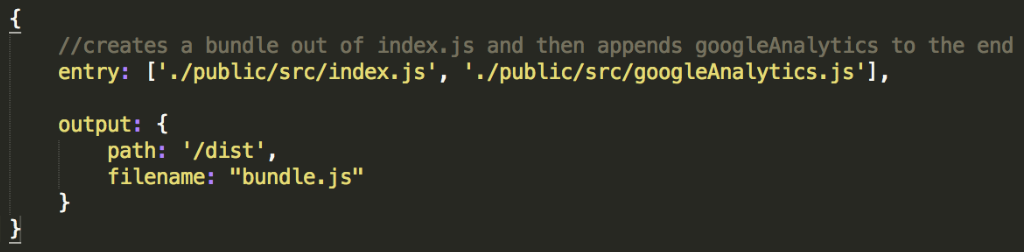 {
    //creates a bundle out of index.js and then appends googleAnalytics to the end
    entry: ['./public/src/index.js', './public/src/googleAnalytics.js'],
    output: {
        path: '/dist',
        filename: "bundle.js"
    }
}